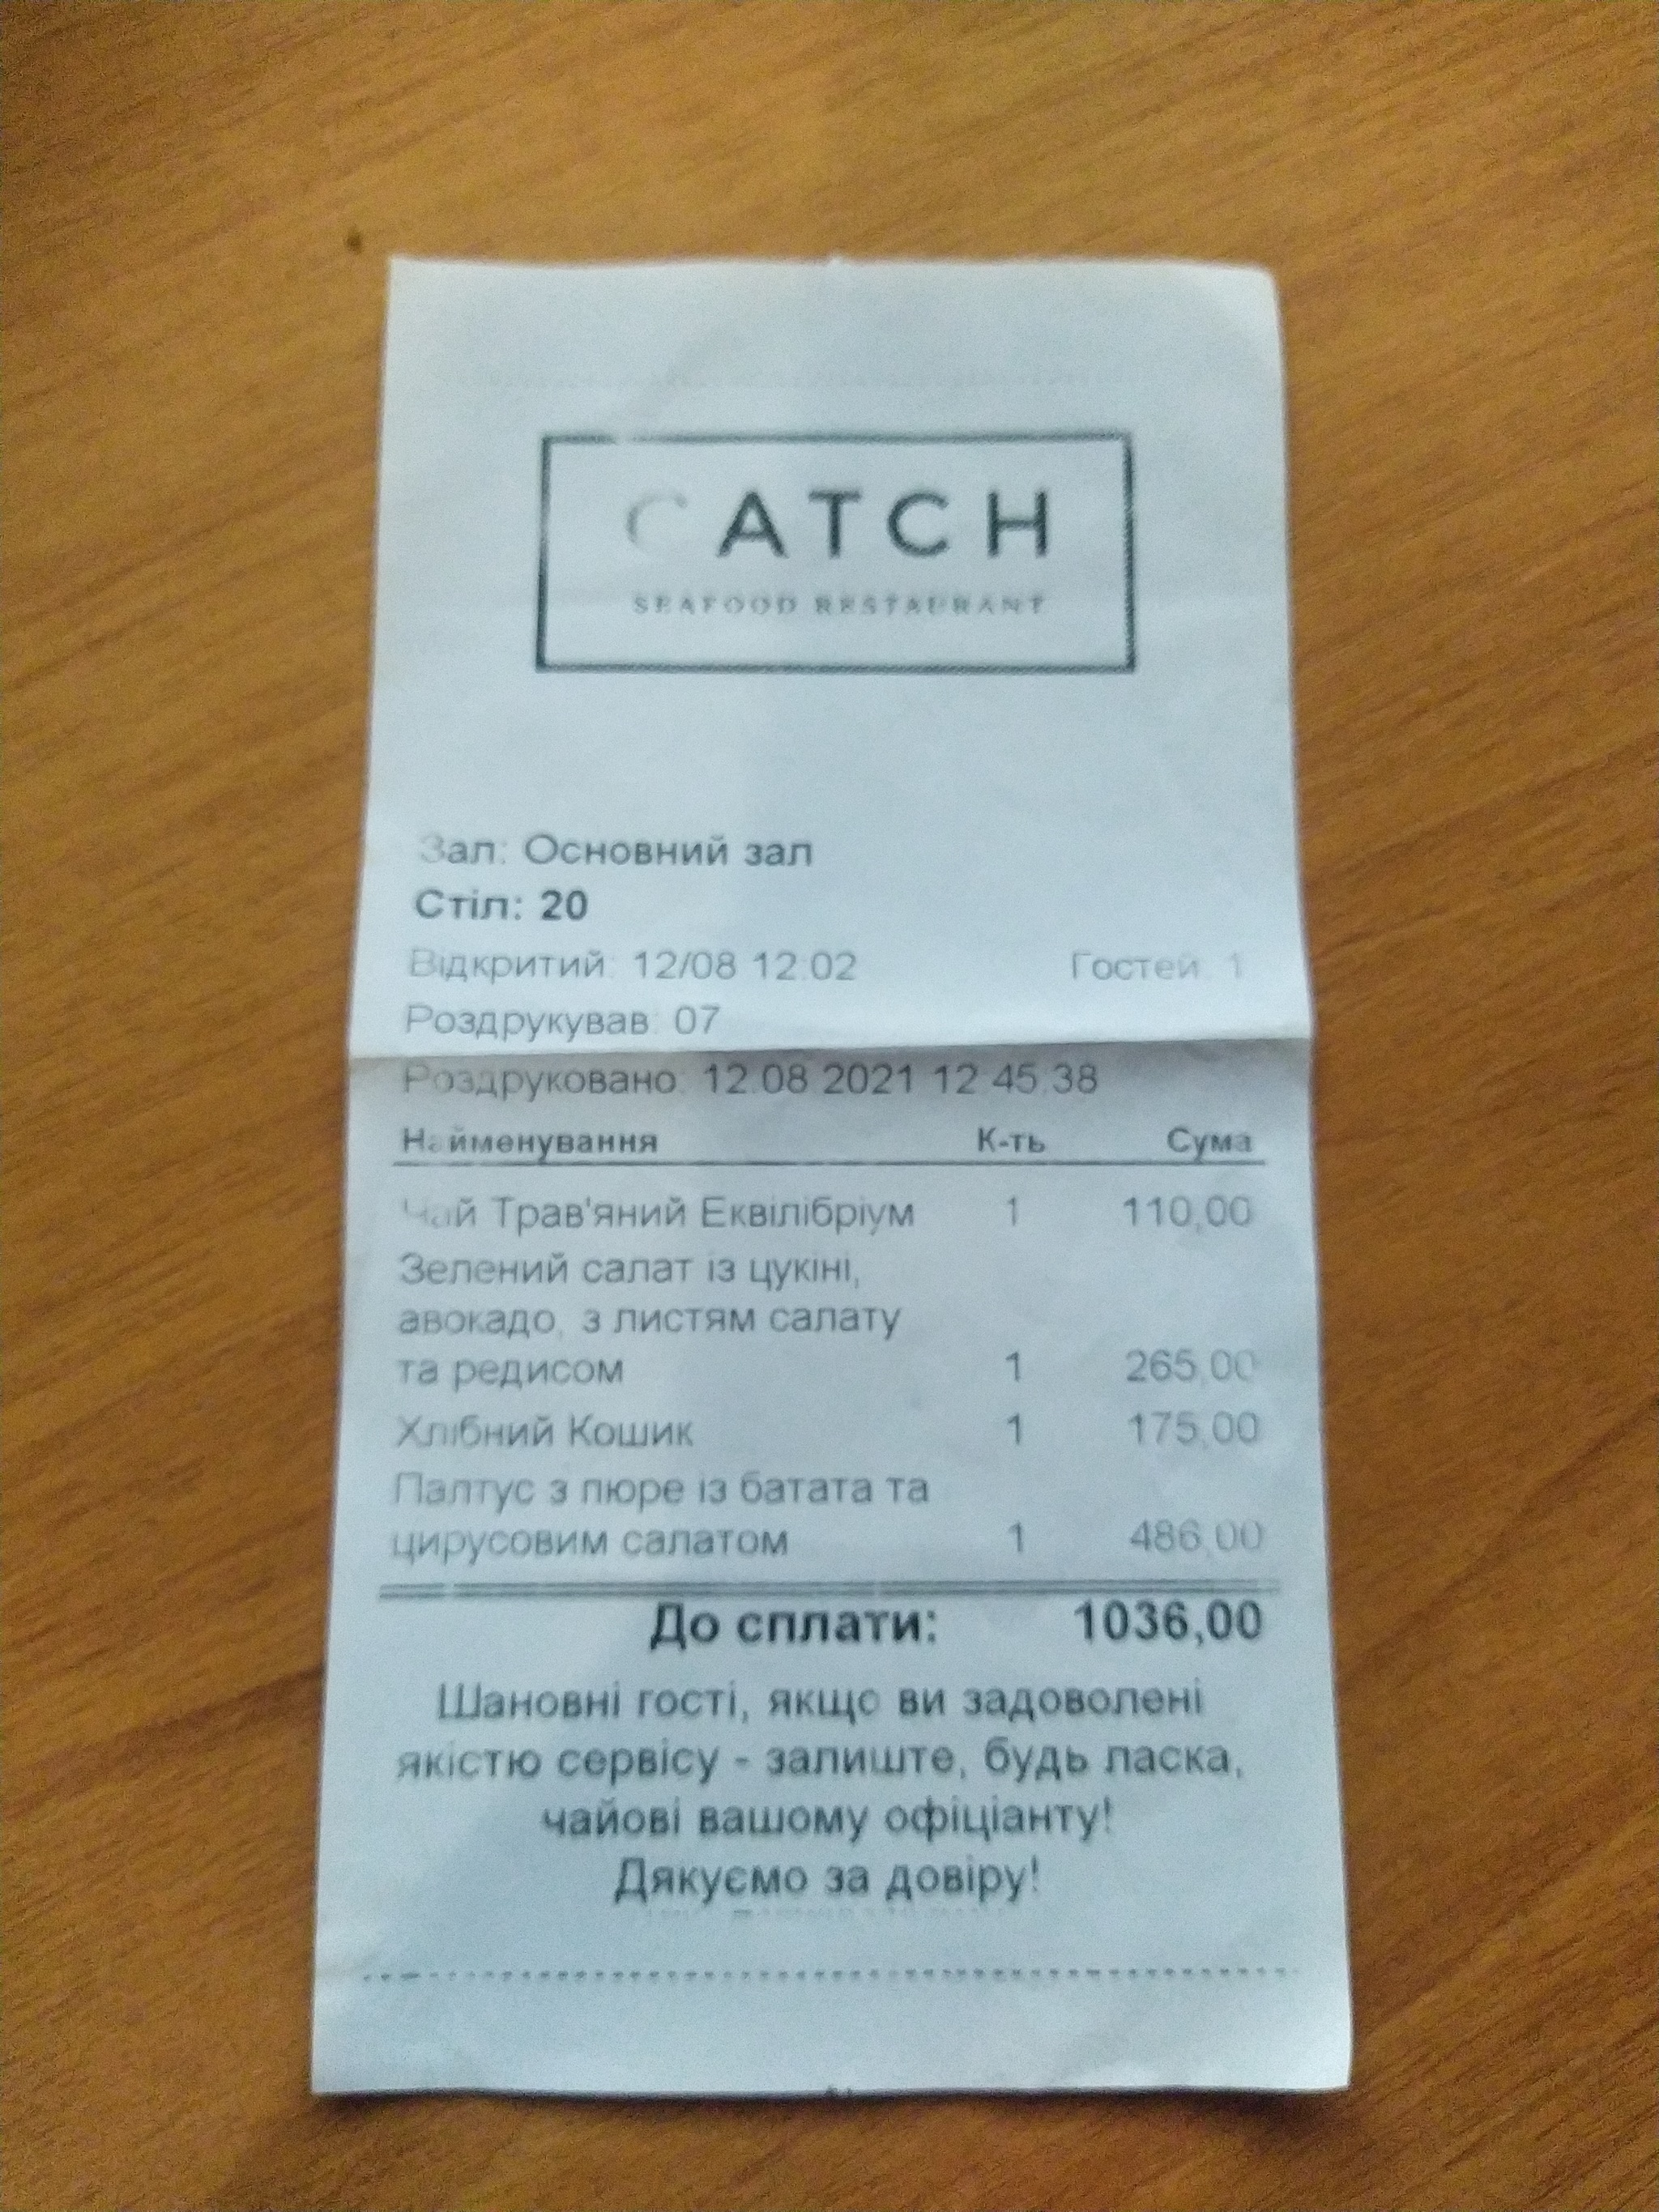 CATCH
SEAFOOD RESTAURANT
Зал: Основний зал
Стіл: 20
Відкритий: 12/08 12:02 Гостей: 1
Роздрукував: 07
Роздруковано: 12.08.2021 12:45:38
Найменування К-ть Сума
Чай Трав'яний Еквілібріум 1 110,00
Зелений салат із цукіні,
авокадо, з листям салату
та редисом 1 265,00
Хлібний Кошик 1 175,00
Палтус з пюре із батата та
цирусовим салатом 1 486,00
До сплати: 1036,00
Шановні гості, якщо ви задоволені
якістю сервісу - залиште, будь ласка,
чайові вашому офіціанту!
Дякуємо за довіру!